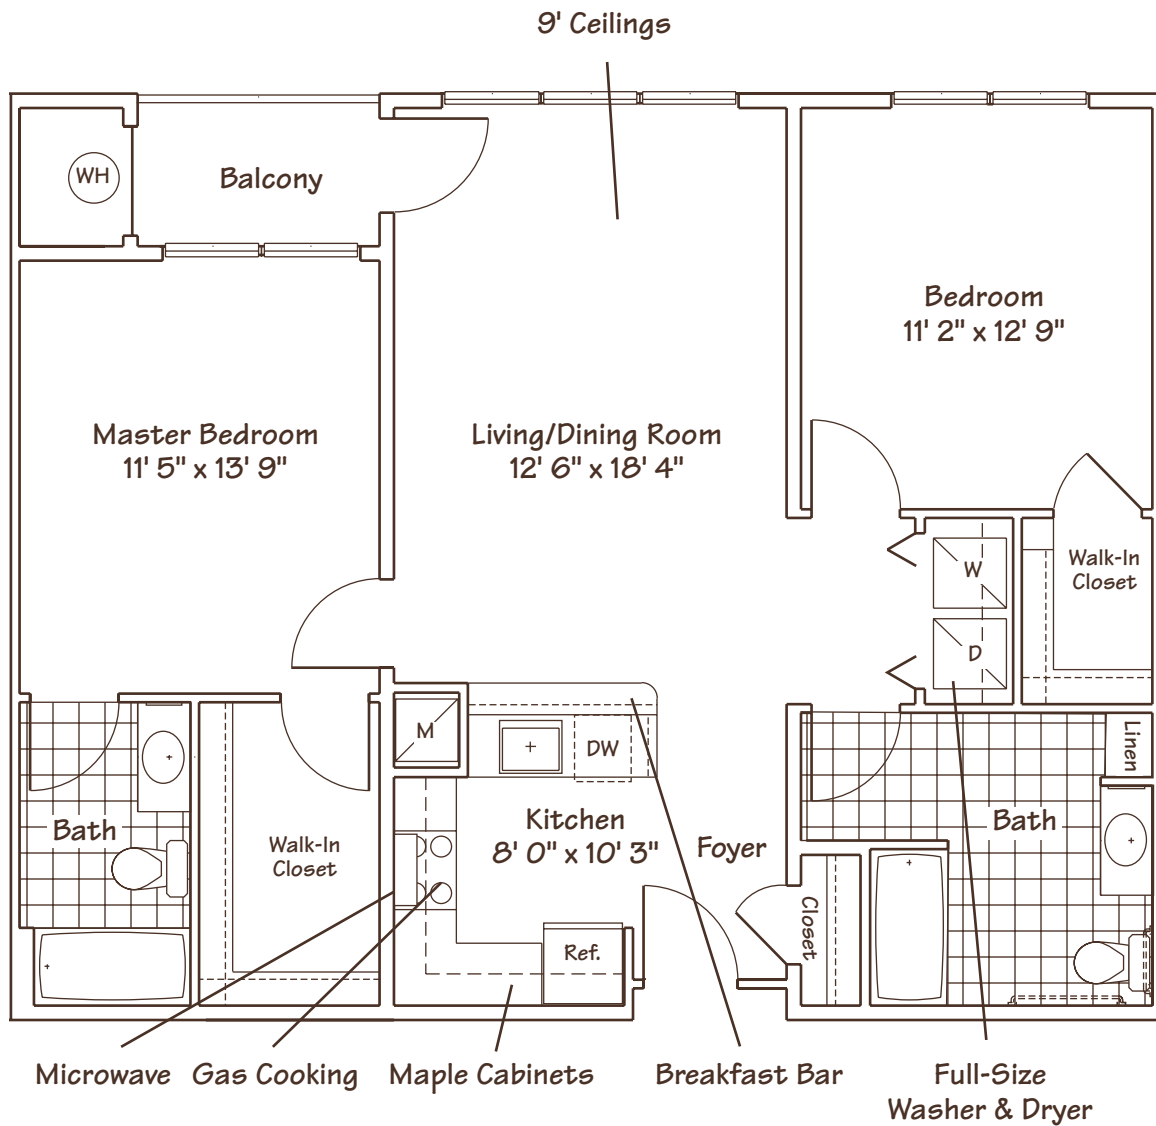 9' Ceilings
WH
Balcony
Bedroom
11' 2" x 12' 9"
Master Bedroom
11' 5" x 13' 9"
Living/Dining Room
12' 6" x 18' 4"
W
Walk-In
Closet
D
M
DW
Linen
Kitchen
8' 0" x 10' 3"
Foyer
Bath
Bath
Walk-In
Closet
Closet
Ref.
Microwave
Gas Cooking
Maple Cabinets
Breakfast Bar
Full-Size
Washer & Dryer